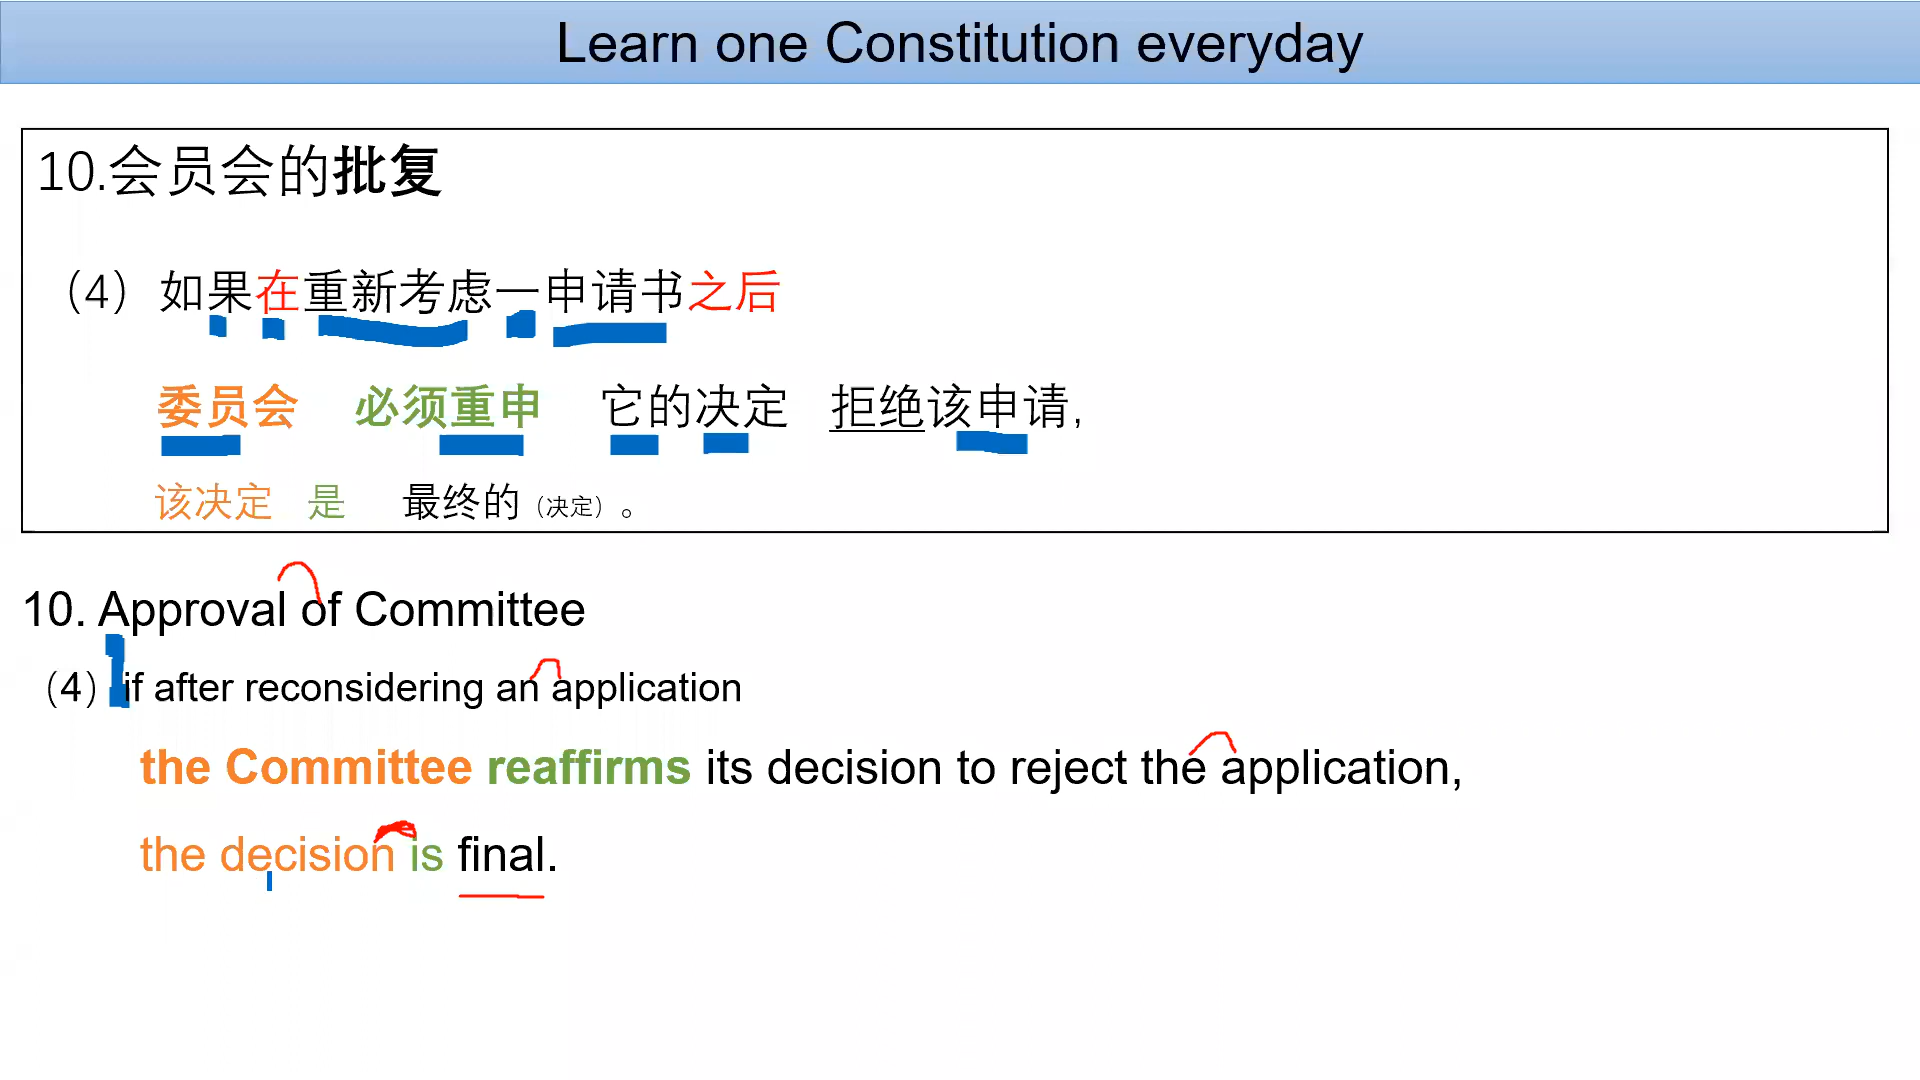 Learn one Constitution everyday
10.会员会的批复
（4）如果在重新考虑一申请书之后
委员会 必须重申 它的决定 拒绝该申请,
该决定 是 最终的（决定）。
10. Approval of Committee
（4）if after reconsidering an application
the Committee reaffirms its decision to reject the application,
the decision is final.